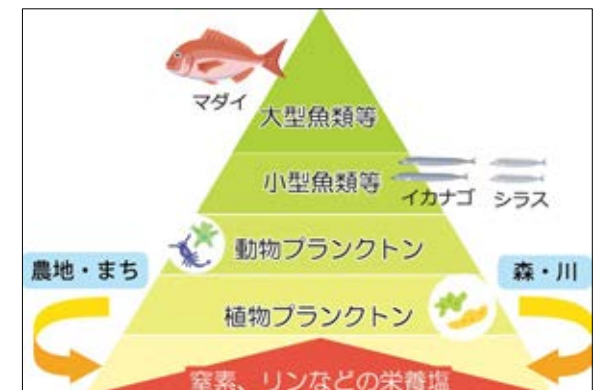 マダイ
大型魚類等
小型魚類等
イカナゴ シラス
動物プランクトン
農地・まち
森・川
植物プランクトン
窒素、リンなどの栄養塩